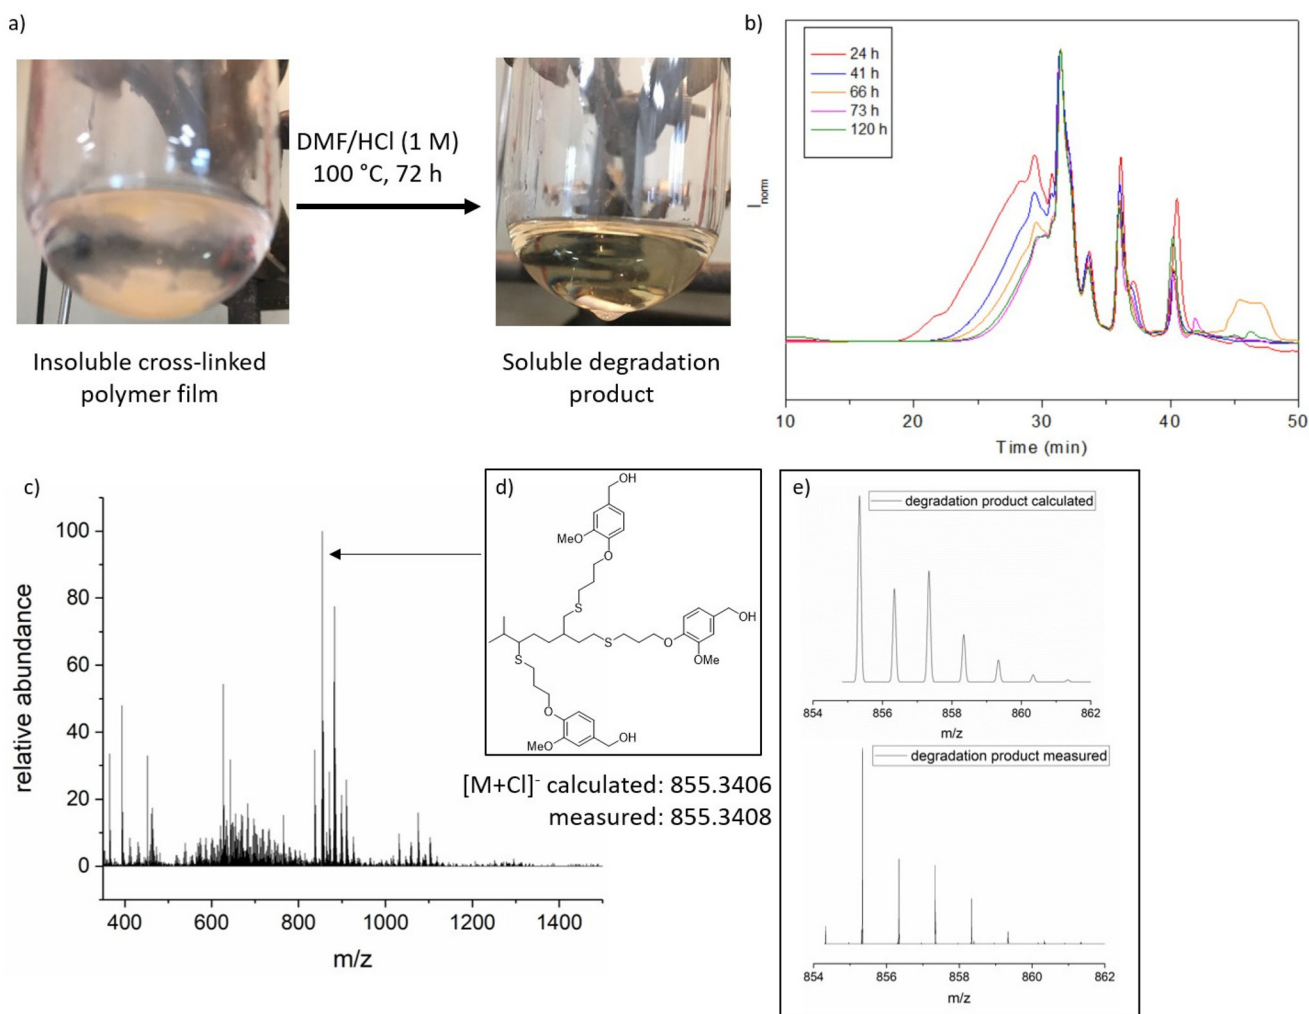 a)
DMF/HCl (1 M)
100 °C, 72 h
Insoluble cross-linked
polymer film
Soluble degradation
product
b)
24 h
41 h
66 h
73 h
120 h
I norm
10 20 30 40 50
Time (min)
c)
100
80
60
40
20
0
relative abundance
400 600 800 1000 1200 1400
m/z
d)
OH
MeO
O
S
OH
S O
OMe
S
O
MeO
OH
[M+Cl]- calculated: 855.3406
measured: 855.3408
e)
degradation product calculated
854 856 858 860 862
m/z
degradation product measured
854 856 858 860 862
m/z